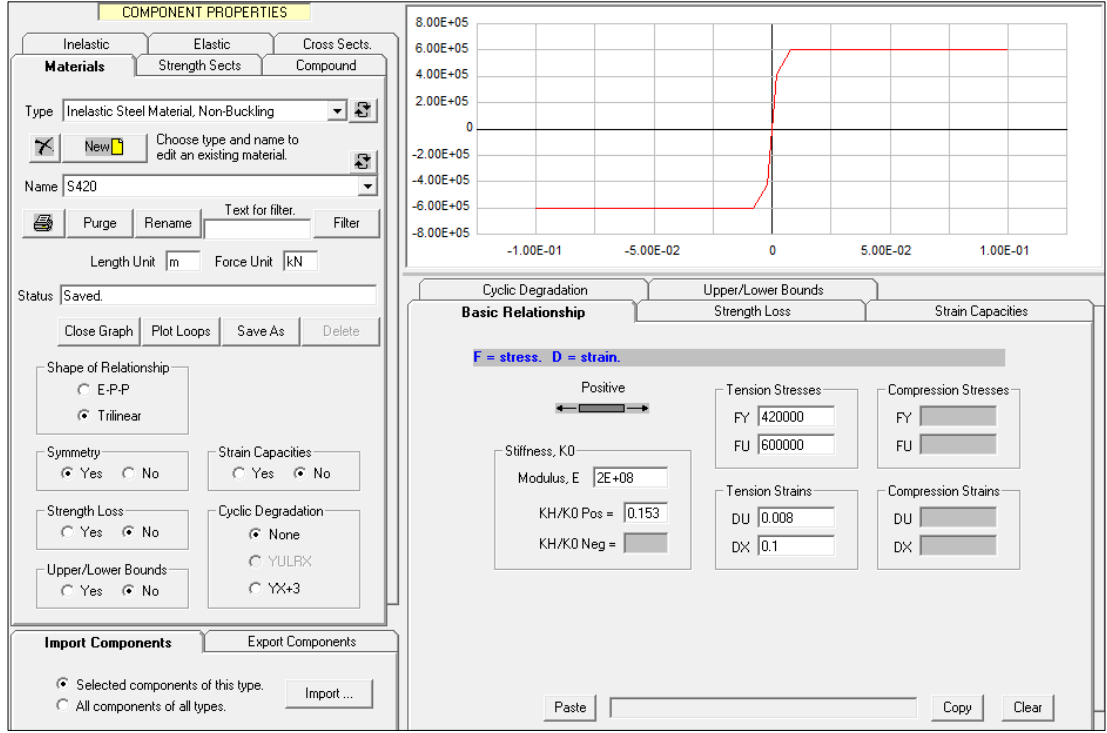 COMPONENT PROPERTIES
Inelastic Elastic Cross Sects.
Materials Strength Sects Compound
Type Inelastic Steel Material, Non-Buckling
New Choose type and name to
edit an existing material.
Name S420
Purge Rename Text for filter. Filter
Length Unit m Force Unit kN
Status Saved.
Close Graph Plot Loops Save As Delete
Shape of Relationship
E-P-P
Trilinear
Symmetry
Yes No
Strain Capacities
Yes No
Strength Loss
Yes No
Cyclic Degradation
None
YULRX
YX+3
Upper/Lower Bounds
Yes No
Import Components Export Components
Selected components of this type.
All components of all types.
Import ...
8.00E+05
6.00E+05
4.00E+05
2.00E+05
0
-2.00E+05
-4.00E+05
-6.00E+05
-8.00E+05
-1.00E-01 -5.00E-02 0 5.00E-02 1.00E-01
Cyclic Degradation Upper/Lower Bounds
Basic Relationship Strength Loss Strain Capacities
F = stress. D = strain.
Positive
Stiffness, K0
Modulus, E 2E+08
KH/K0 Pos = 0.153
KH/K0 Neg =
Tension Stresses
FY 420000
FU 600000
Compression Stresses
FY
FU
Tension Strains
DU 0.008
DX 0.1
Compression Strains
DU
DX
Paste Copy Clear